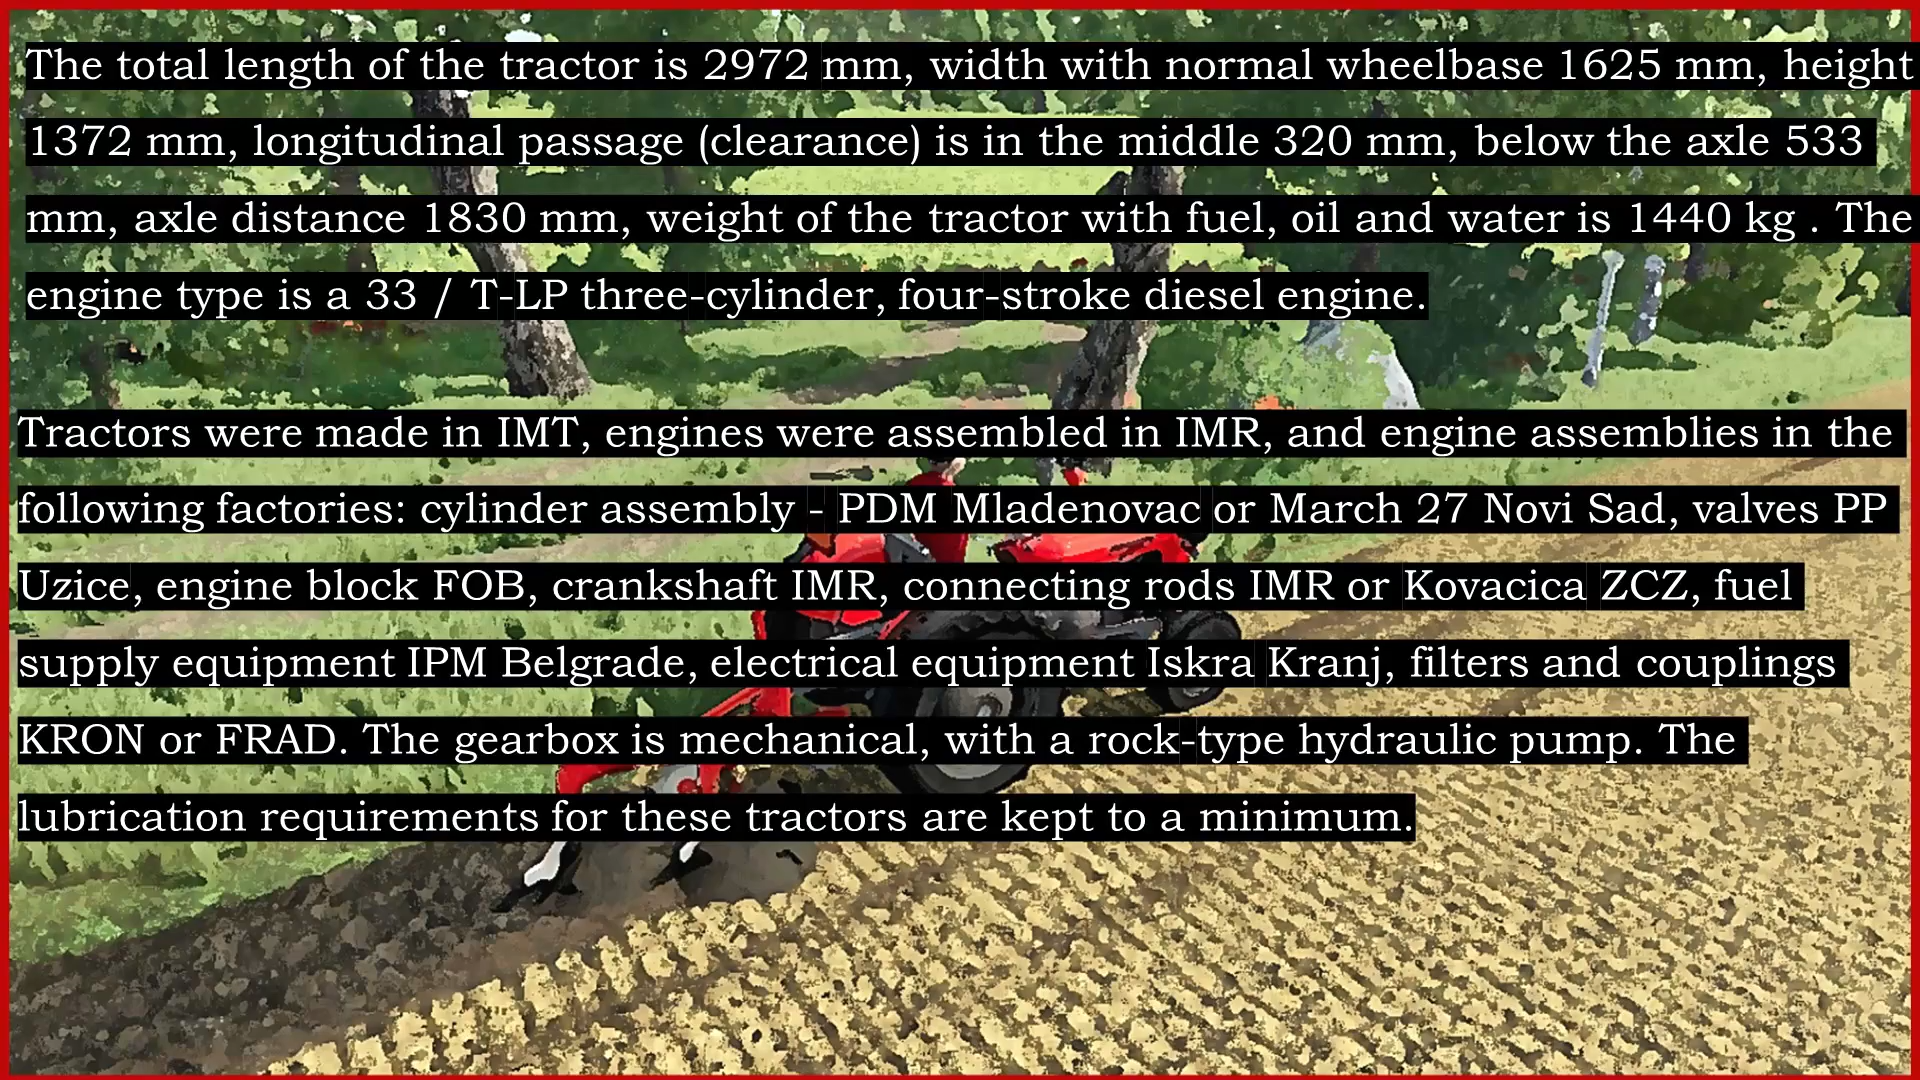 The total length of the tractor is 2972 mm, width with normal wheelbase 1625 mm, height
1372 mm, longitudinal passage (clearance) is in the middle 320 mm, below the axle 533
mm, axle distance 1830 mm, weight of the tractor with fuel, oil and water is 1440 kg . The
engine type is a 33 / T-LP three-cylinder, four-stroke diesel engine.
Tractors were made in IMT, engines were assembled in IMR, and engine assemblies in the
following factories: cylinder assembly - PDM Mladenovac or March 27 Novi Sad, valves PP
Uzice, engine block FOB, crankshaft IMR, connecting rods IMR or Kovacica ZCZ, fuel
supply equipment IPM Belgrade, electrical equipment Iskra Kranj, filters and couplings
KRON or FRAD. The gearbox is mechanical, with a rock-type hydraulic pump. The
lubrication requirements for these tractors are kept to a minimum.